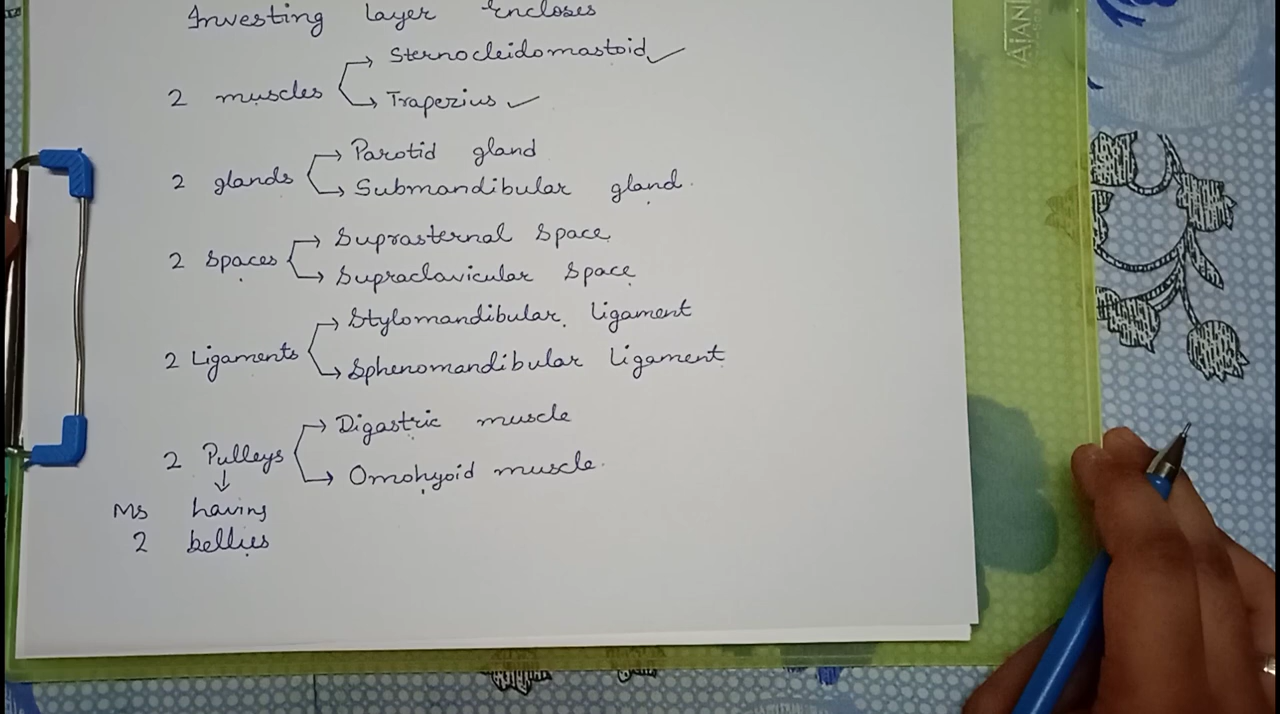 Investing Layer Encloses
2 muscles → Sternocleidomastoid ✓
→ Trapezius ✓
2 glands → Parotid gland
→ Submandibular gland.
2 Spaces → Suprasternal Space
→ Supraclavicular Space
2 Ligaments → Stylomandibular Ligament
→ Sphenomandibular Ligament
2 Pulleys → Digastric muscle
→ Omohyoid muscle.
↓
Ms having
2 bellies